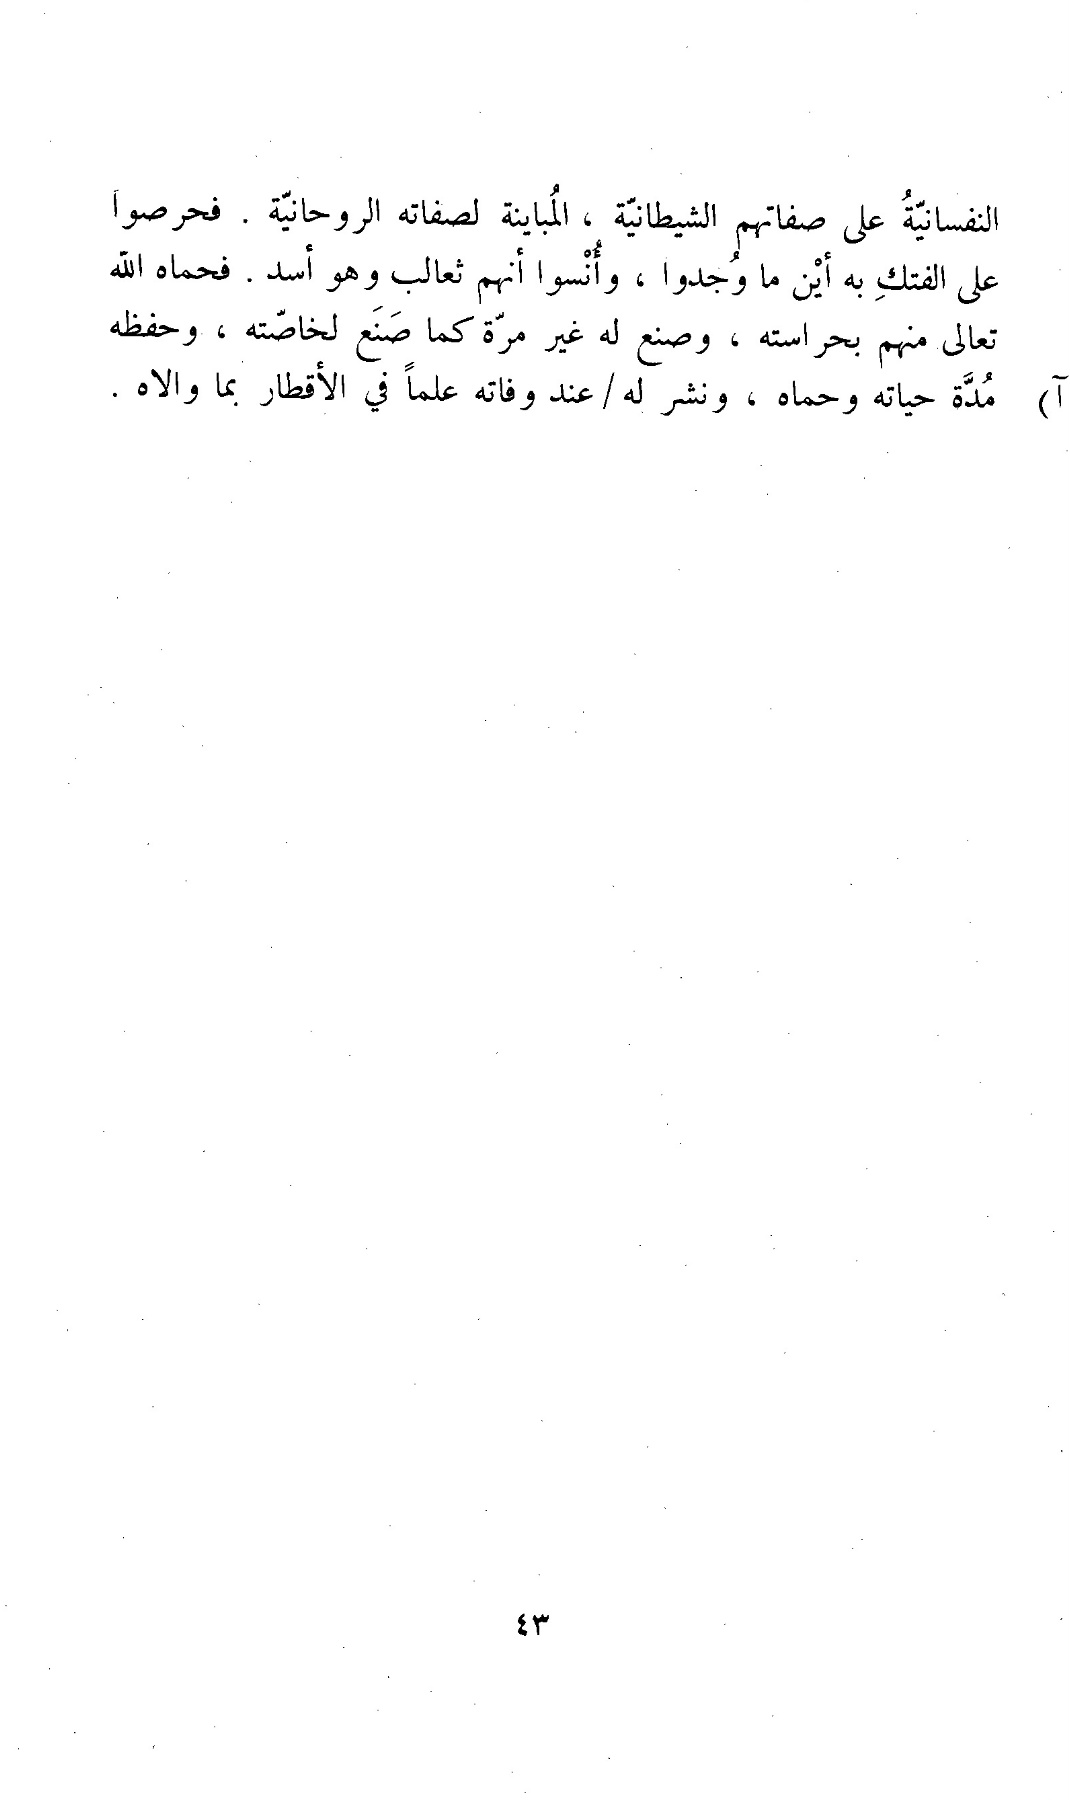 النفسانيّةُ على صفاتهم الشيطانيّة ، المُباينة لصفاته الروحانيّة . فحرصوا
على الفتكِ به أيْن ما وُجدوا ، وأُنْسوا أنهم ثعالب وهو أسد . فحماه الله
تعالى منهم بحراسته ، وصنع له غير مرّة كما صَنَع لخاصّته ، وحفظه
آ) مُدَّة حياته وحماه ، ونشر له / عند وفاته علماً في الأقطار بما والاه .
٤٣